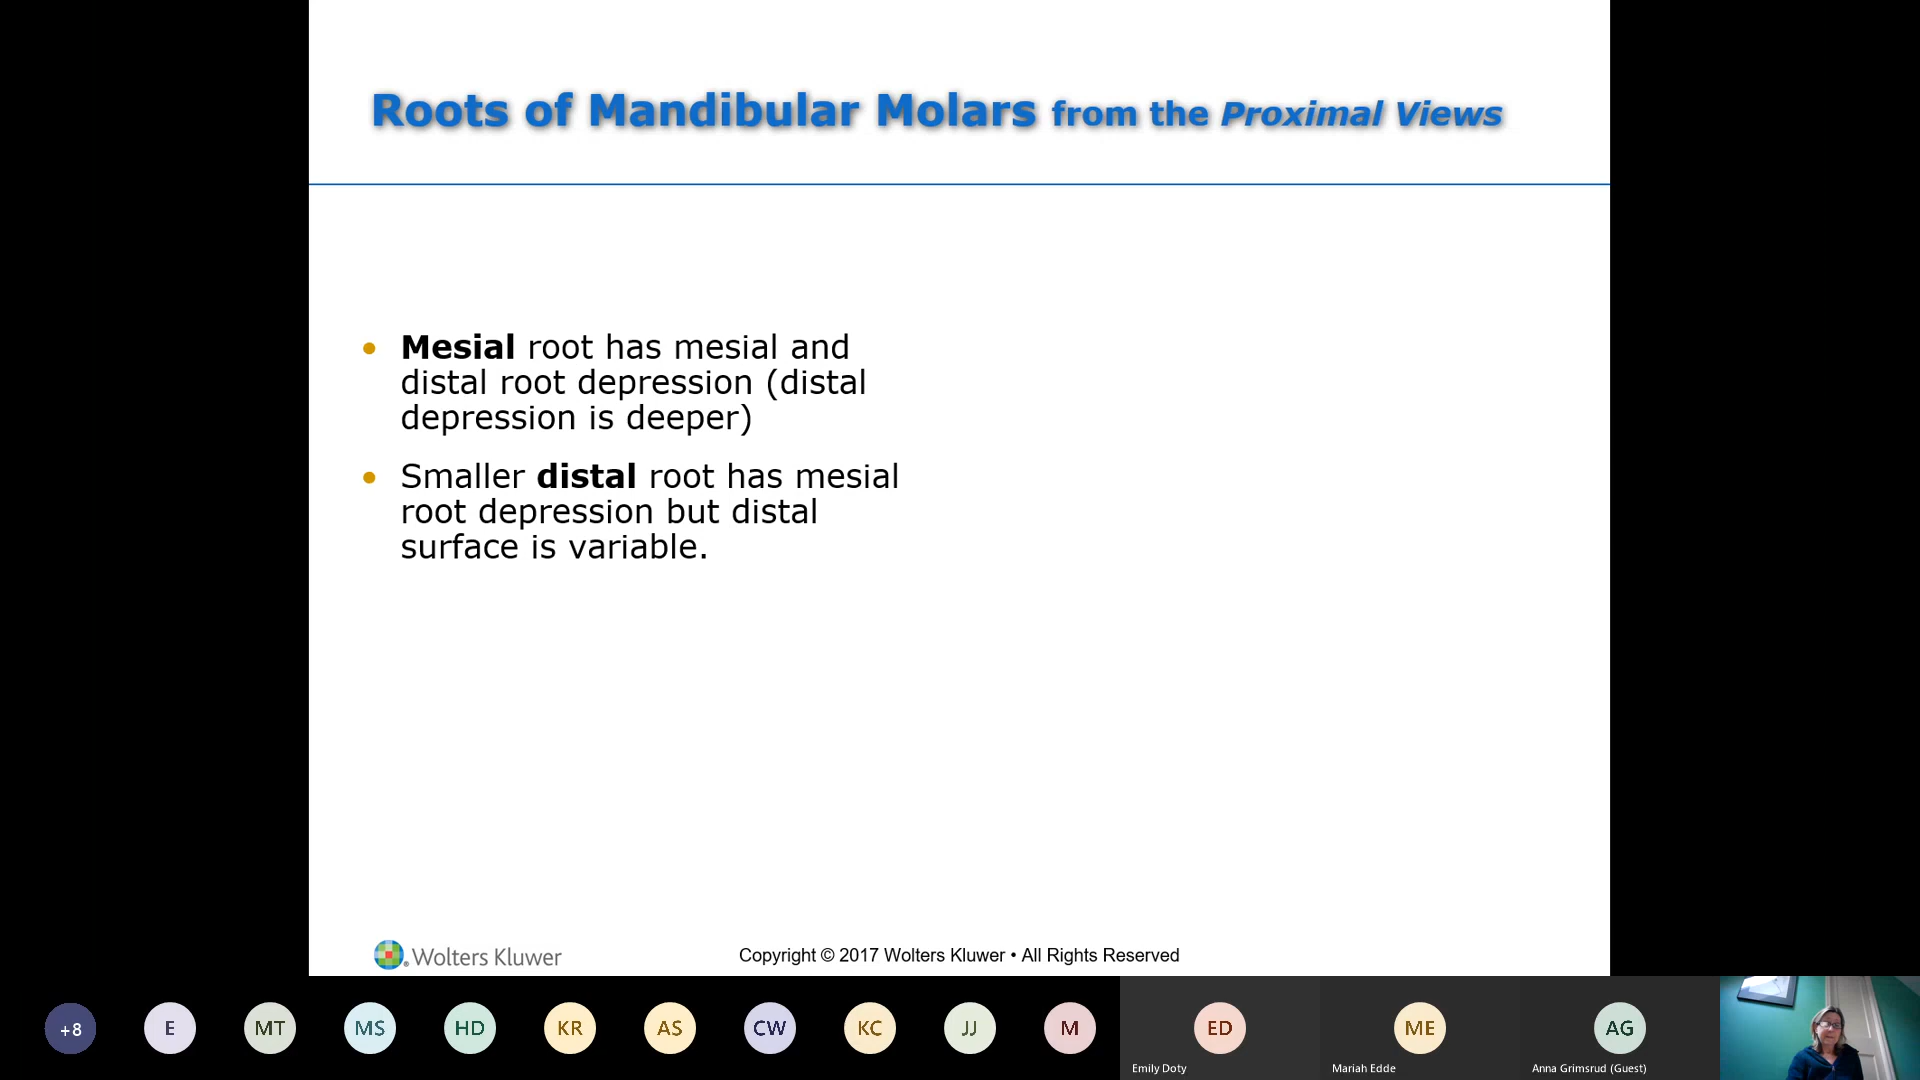 Roots of Mandibular Molars from the Proximal Views
Mesial root has mesial and
distal root depression (distal
depression is deeper)
Smaller distal root has mesial
root depression but distal
surface is variable.
Wolters Kluwer
Copyright © 2017 Wolters Kluwer • All Rights Reserved
+8
E
MT
MS
HD
KR
AS
CW
KC
JJ
M
ED
ME
AG
Emily Doty
Mariah Edde
Anna Grimsrud (Guest)